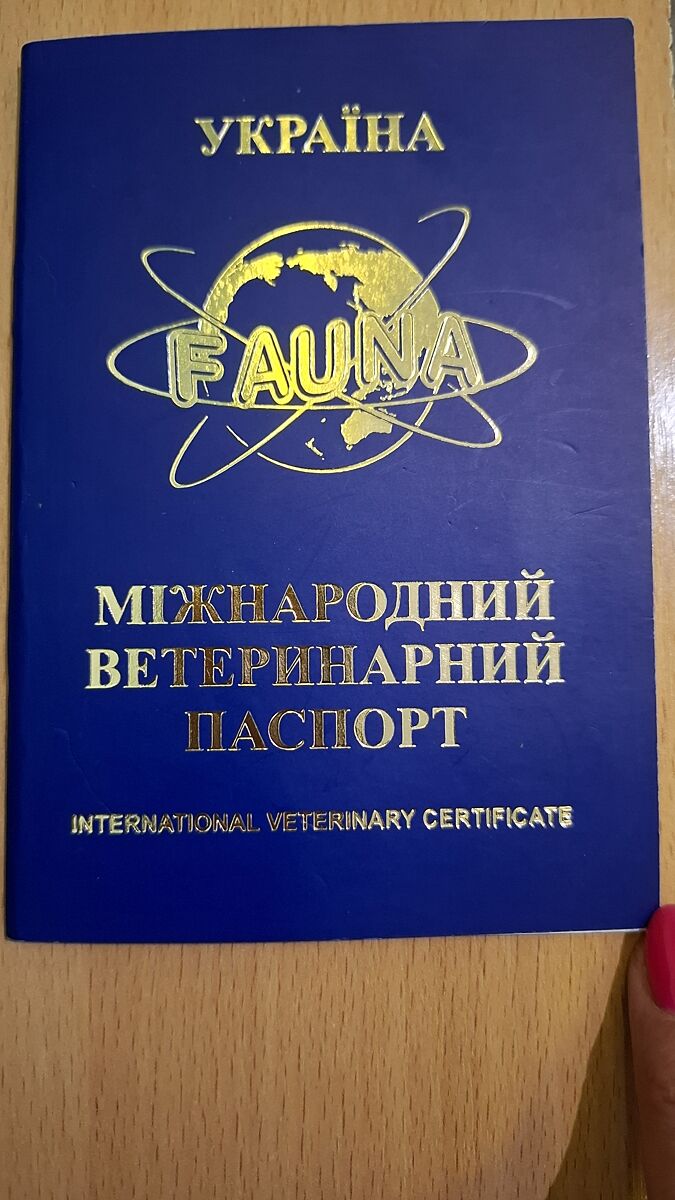 УКРАЇНА
FAUNA
МІЖНАРОДНИЙ
ВЕТЕРИНАРНИЙ
ПАСПОРТ
INTERNATIONAL VETERINARY CERTIFICATE